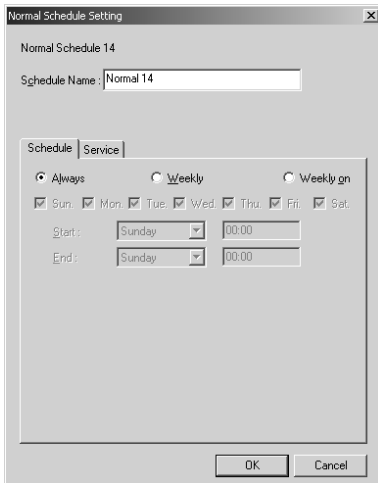 Normal Schedule Setting
Normal Schedule 14
Schedule Name : Normal 14
Schedule Service
Always Weekly Weekly on
Sun. Mon. Tue. Wed. Thu. Fri. Sat.
Start : Sunday 00:00
End : Sunday 00:00
OK Cancel